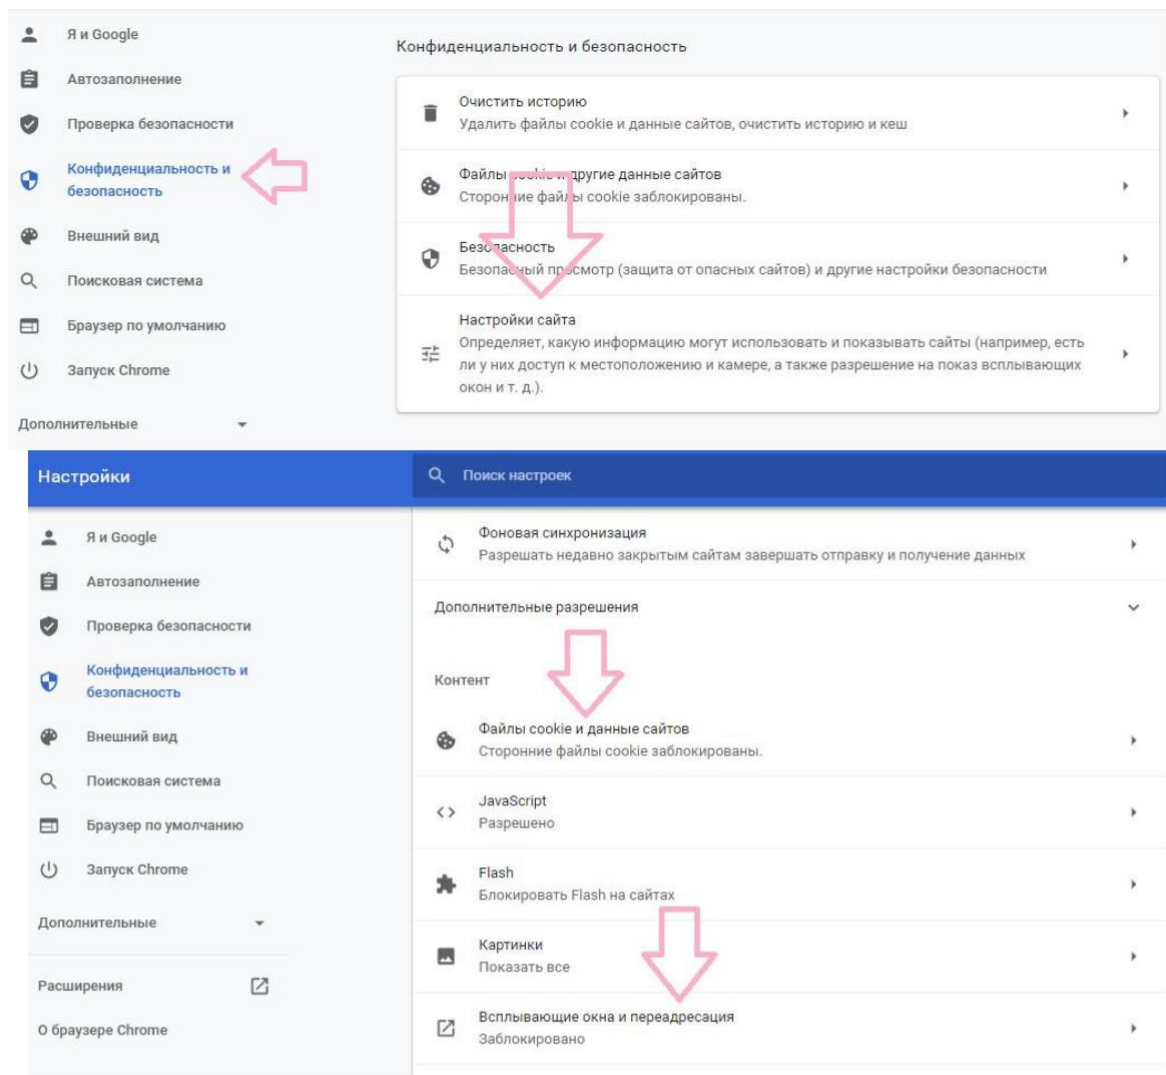 Я и Google
Автозаполнение
Проверка безопасности
Конфиденциальность и
безопасность
Внешний вид
Поисковая система
Браузер по умолчанию
Запуск Chrome
Дополнительные
Конфиденциальность и безопасность
Очистить историю
Удалить файлы cookie и данные сайтов, очистить историю и кеш
Файлы cookie и другие данные сайтов
Сторонние файлы cookie заблокированы.
Безопасность
Безопасный просмотр (защита от опасных сайтов) и другие настройки безопасности
Настройки сайта
Определяет, какую информацию могут использовать и показывать сайты (например, есть
ли у них доступ к местоположению и камере, а также разрешение на показ всплывающих
окон и т. д.).
Настройки
Поиск настроек
Я и Google
Автозаполнение
Проверка безопасности
Конфиденциальность и
безопасность
Внешний вид
Поисковая система
Браузер по умолчанию
Запуск Chrome
Дополнительные
Расширения
О браузере Chrome
Фоновая синхронизация
Разрешать недавно закрытым сайтам завершать отправку и получение данных
Дополнительные разрешения
Контент
Файлы cookie и данные сайтов
Сторонние файлы cookie заблокированы.
JavaScript
Разрешено
Flash
Блокировать Flash на сайтах
Картинки
Показать все
Всплывающие окна и переадресация
Заблокировано